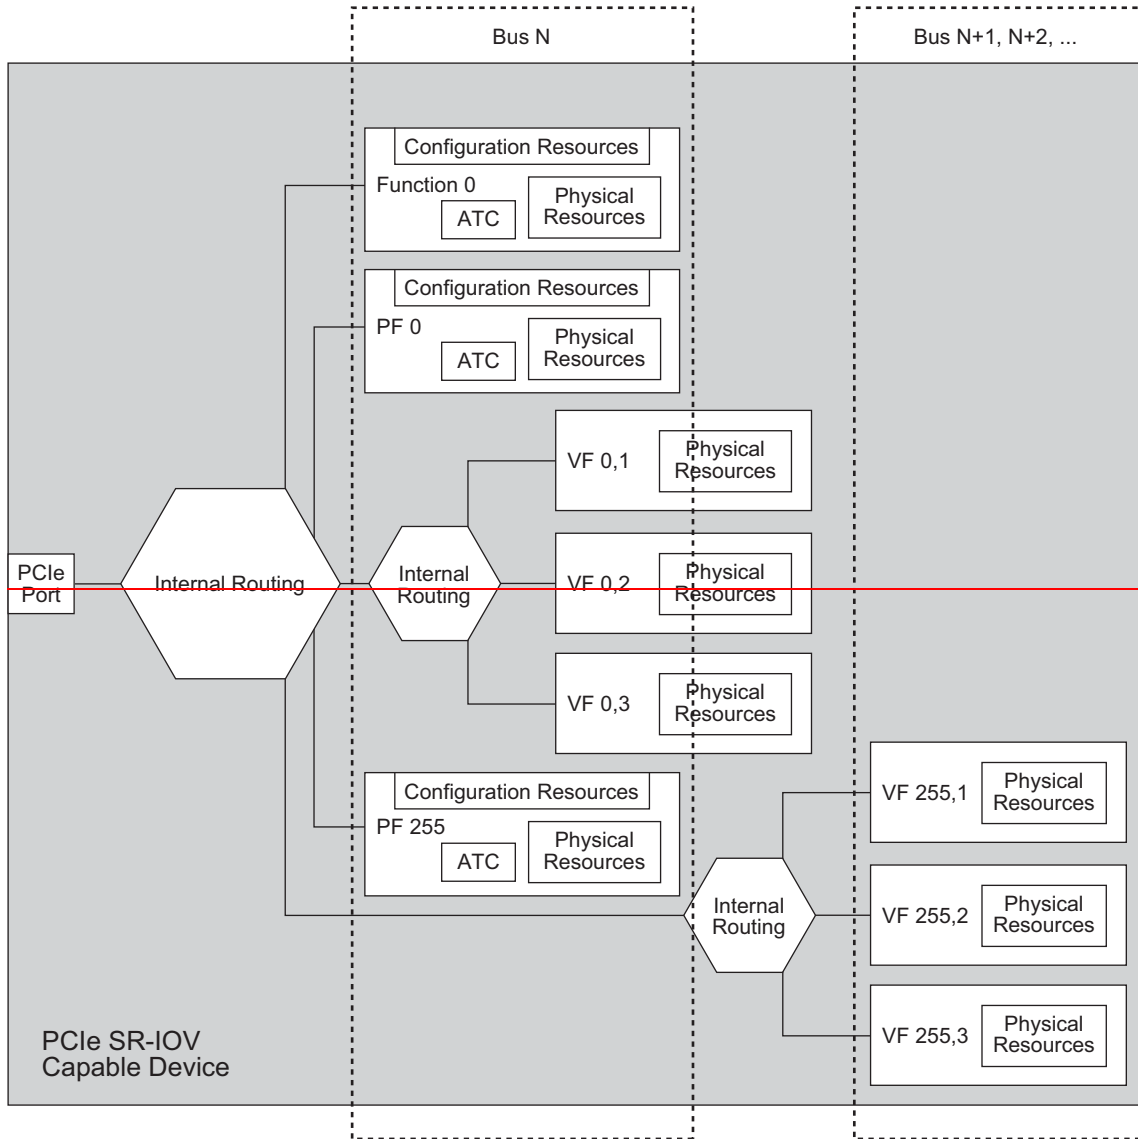 Bus N
Bus N+1, N+2, ...
Configuration Resources
Function 0
ATC
Physical
Resources
Configuration Resources
PF 0
ATC
Physical
Resources
VF 0,1
Physical
Resources
PCIe
Port
Internal Routing
Internal
Routing
VF 0,2
Physical
Resources
VF 0,3
Physical
Resources
Configuration Resources
PF 255
ATC
Physical
Resources
VF 255,1
Physical
Resources
Internal
Routing
VF 255,2
Physical
Resources
VF 255,3
Physical
Resources
PCIe SR-IOV
Capable Device